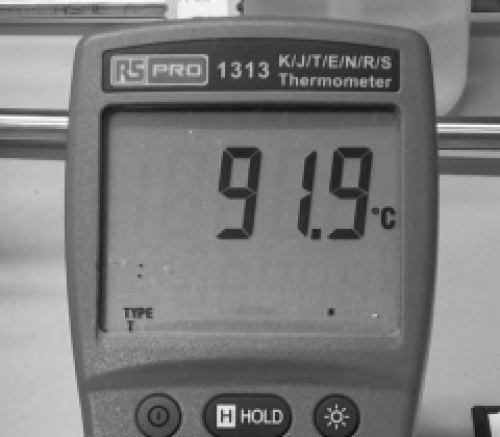 RS PRO 1313 K/J/T/E/N/R/S
Thermometer
91.9 °C
TYPE
T
H HOLD